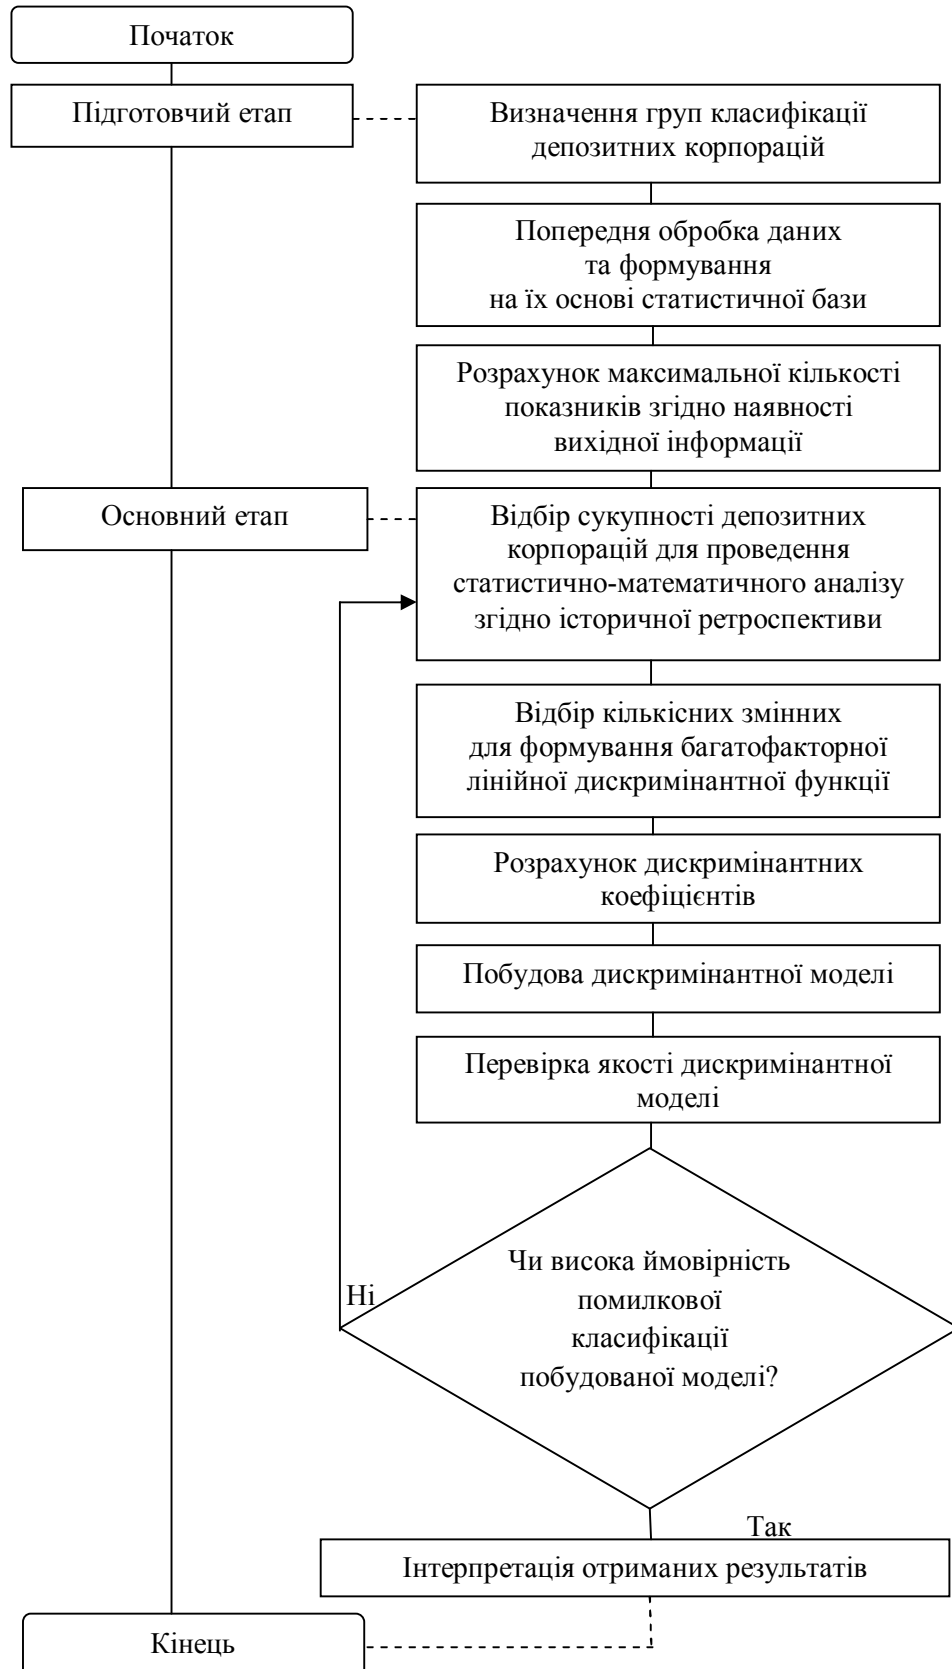 Початок
Підготовчий етап
Визначення груп класифікації
депозитних корпорацій
Попередня обробка даних
та формування
на їх основі статистичної бази
Розрахунок максимальної кількості
показників згідно наявності
вихідної інформації
Основний етап
Відбір сукупності депозитних
корпорацій для проведення
статистично-математичного аналізу
згідно історичної ретроспективи
Відбір кількісних змінних
для формування багатофакторної
лінійної дискримінантної функції
Розрахунок дискримінантних
коефіцієнтів
Побудова дискримінантної моделі
Перевірка якості дискримінантної
моделі
Чи висока ймовірність
помилкової
класифікації
побудованої моделі?
Ні
Так
Інтерпретація отриманих результатів
Кінець